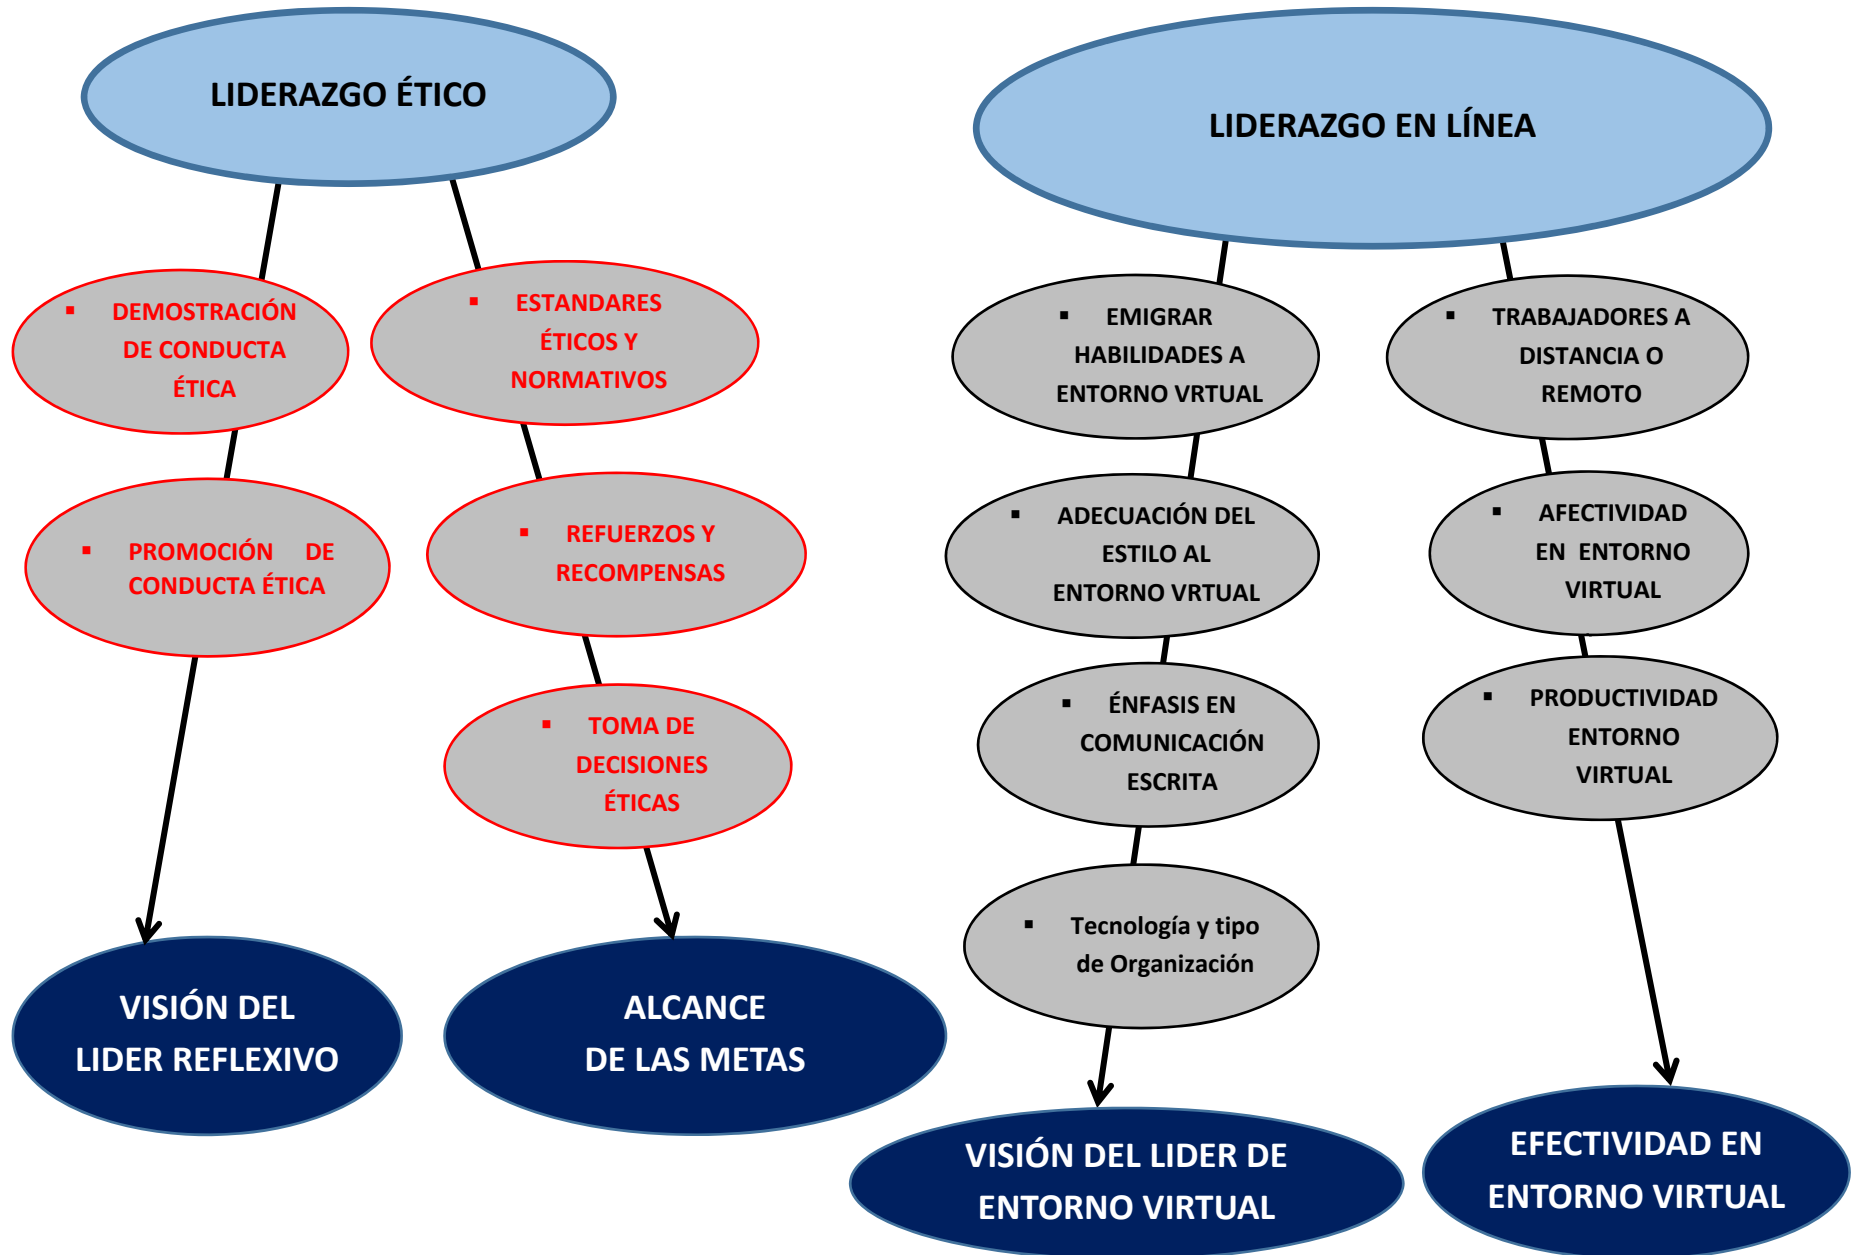 LIDERAZGO ÉTICO
▪ DEMOSTRACIÓN
DE CONDUCTA
ÉTICA
▪ PROMOCIÓN DE
CONDUCTA ÉTICA
VISIÓN DEL
LIDER REFLEXIVO
▪ ESTANDARES
ÉTICOS Y
NORMATIVOS
▪ REFUERZOS Y
RECOMPENSAS
▪ TOMA DE
DECISIONES
ÉTICAS
ALCANCE
DE LAS METAS
LIDERAZGO EN LÍNEA
▪ EMIGRAR
HABILIDADES A
ENTORNO VRTUAL
▪ ADECUACIÓN DEL
ESTILO AL
ENTORNO VRTUAL
▪ ÉNFASIS EN
COMUNICACIÓN
ESCRITA
▪ Tecnología y tipo
de Organización
VISIÓN DEL LIDER DE
ENTORNO VIRTUAL
▪ TRABAJADORES A
DISTANCIA O
REMOTO
▪ AFECTIVIDAD
EN ENTORNO
VIRTUAL
▪ PRODUCTIVIDAD
ENTORNO
VIRTUAL
EFECTIVIDAD EN
ENTORNO VIRTUAL